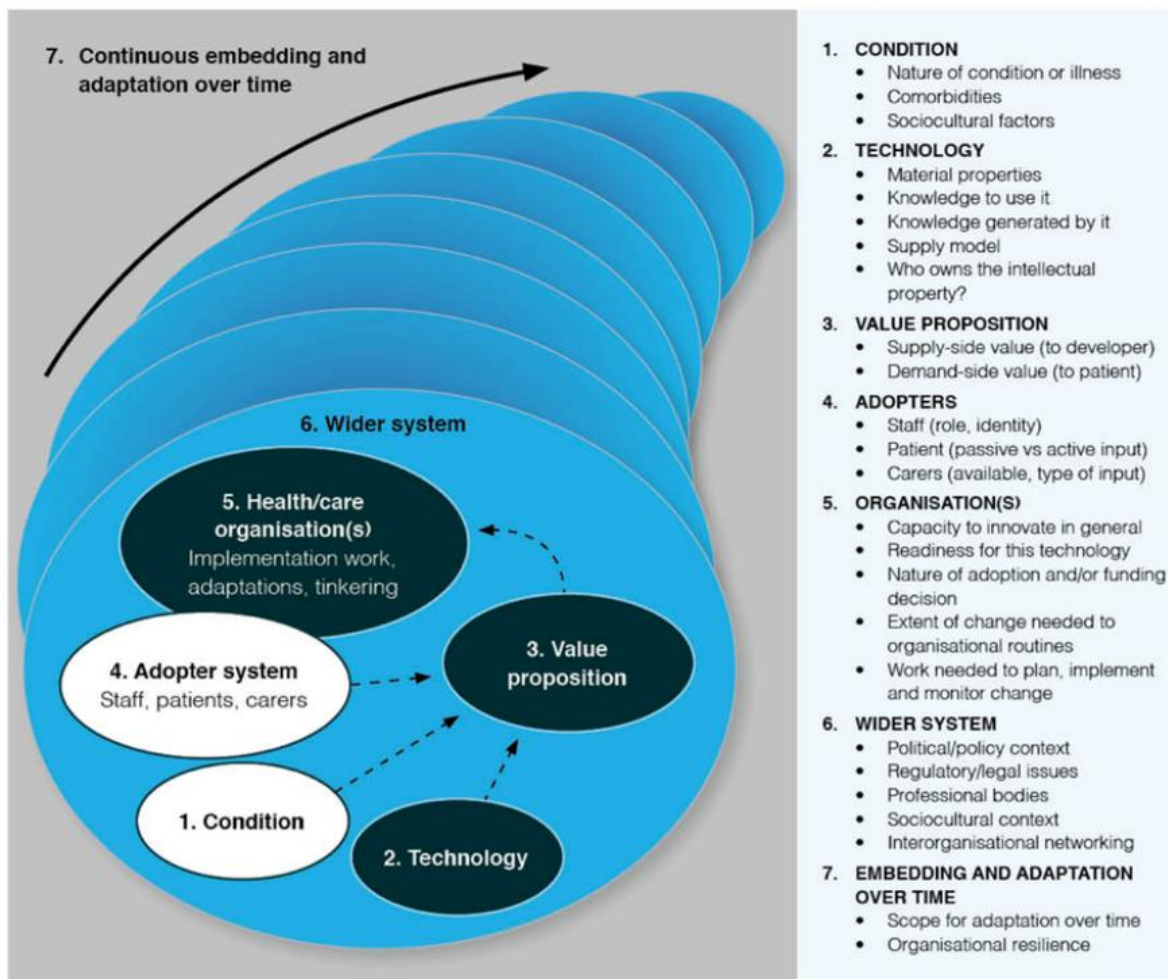 7. Continuous embedding and
adaptation over time
6. Wider system
5. Health/care
organisation(s)
Implementation work,
adaptations, tinkering
4. Adopter system
Staff, patients, carers
3. Value
proposition
1. Condition
2. Technology
1. CONDITION
• Nature of condition or illness
• Comorbidities
• Sociocultural factors
2. TECHNOLOGY
• Material properties
• Knowledge to use it
• Knowledge generated by it
• Supply model
• Who owns the intellectual
property?
3. VALUE PROPOSITION
• Supply-side value (to developer)
• Demand-side value (to patient)
4. ADOPTERS
• Staff (role, identity)
• Patient (passive vs active input)
• Carers (available, type of input)
5. ORGANISATION(S)
• Capacity to innovate in general
• Readiness for this technology
• Nature of adoption and/or funding
decision
• Extent of change needed to
organisational routines
• Work needed to plan, implement
and monitor change
6. WIDER SYSTEM
• Political/policy context
• Regulatory/legal issues
• Professional bodies
• Sociocultural context
• Interorganisational networking
7. EMBEDDING AND ADAPTATION
OVER TIME
• Scope for adaptation over time
• Organisational resilience